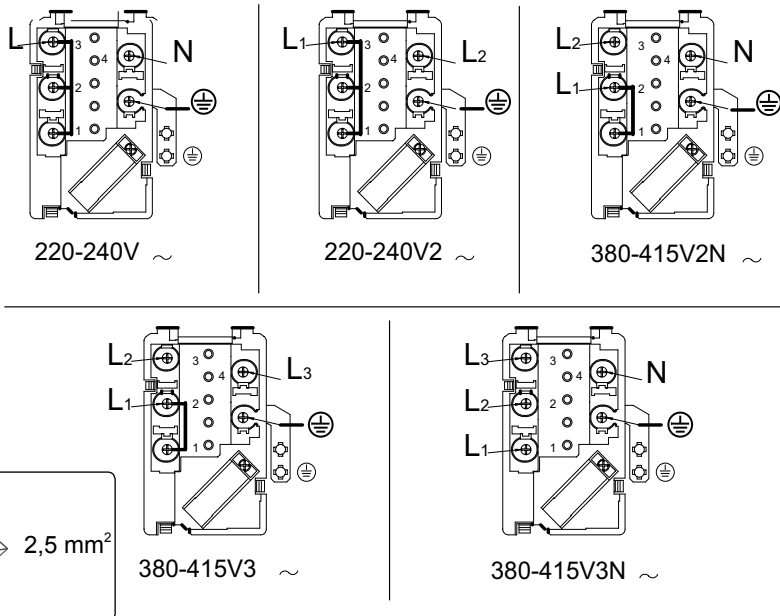 L 3 N
4
2
1
220-240V ~
L1 3 L2
4
2
1
220-240V2 ~
L2 3 N
4
L1 2
1
380-415V2N ~
L2 3 L3
4
L1 2
1
380-415V3 ~
L3 3 N
4
L2 2
L1 1
380-415V3N ~
2,5 mm²